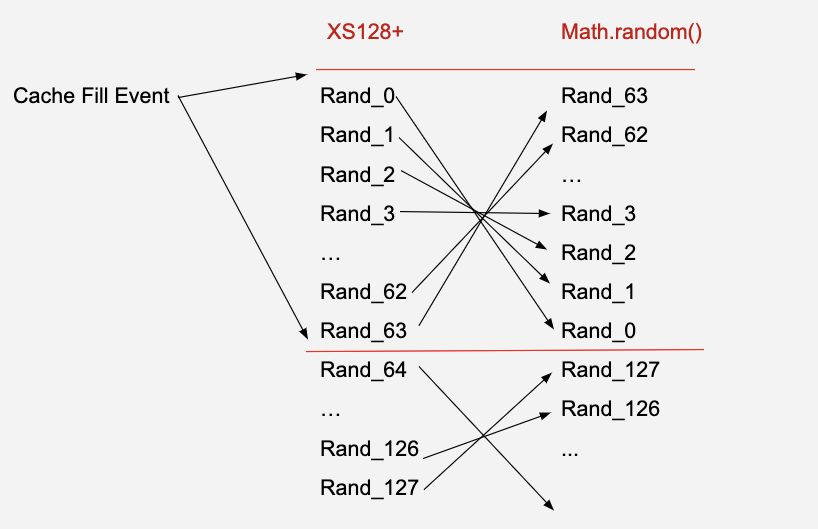 XS128+ Math.random()
Cache Fill Event Rand_0 Rand_63
Rand_1 Rand_62
Rand_2 …
Rand_3 Rand_3
… Rand_2
Rand_62 Rand_1
Rand_63 Rand_0
Rand_64 Rand_127
… Rand_126
Rand_126 ...
Rand_127